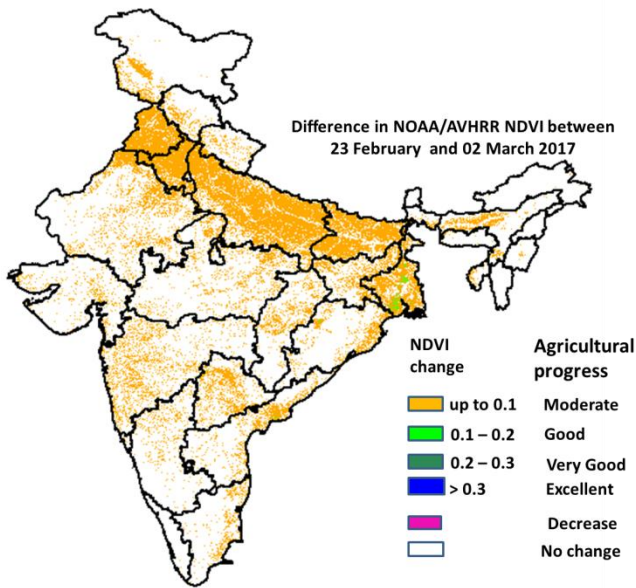 Difference in NOAA/AVHRR NDVI between
23 February and 02 March 2017
NDVI change
Agricultural progress
up to 0.1 Moderate
0.1 – 0.2 Good
0.2 – 0.3 Very Good
> 0.3 Excellent
Decrease
No change